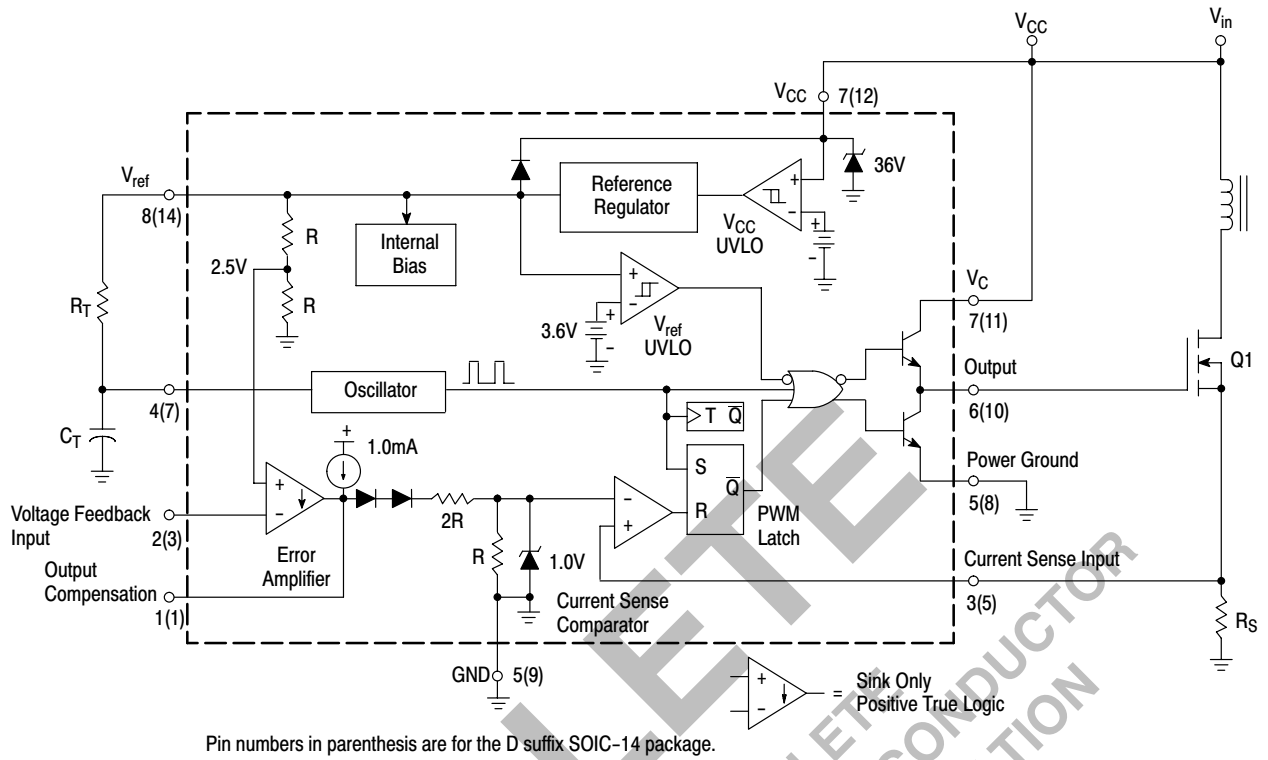 VCC
Vin
VCC 7(12)
36V
Vref
8(14)
Reference
Regulator
+
−
VCC
UVLO
+
−
R
Internal
Bias
2.5V
R
RT
+
−
3.6V
+
−
Vref
UVLO
VC
7(11)
Q1
Output
6(10)
Oscillator
4(7)
T Q
CT
+
1.0mA
S
Q
R
PWM
Latch
Power Ground
5(8)
+
−
2R
−
+
Voltage Feedback
Input
2(3)
Error
Amplifier
R
1.0V
Output
Compensation
1(1)
Current Sense
Comparator
Current Sense Input
3(5)
RS
GND 5(9)
+
−
=
Sink Only
Positive True Logic
Pin numbers in parenthesis are for the D suffix SOIC−14 package.
LETE
LETE
CONDUCTOR
TION